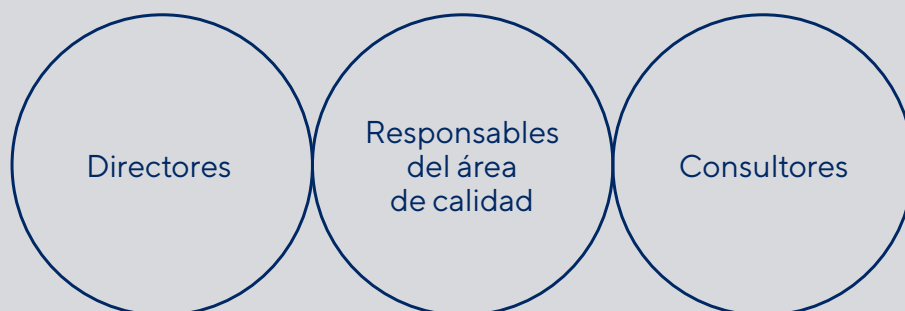 Directores
Responsables
del área
de calidad
Consultores